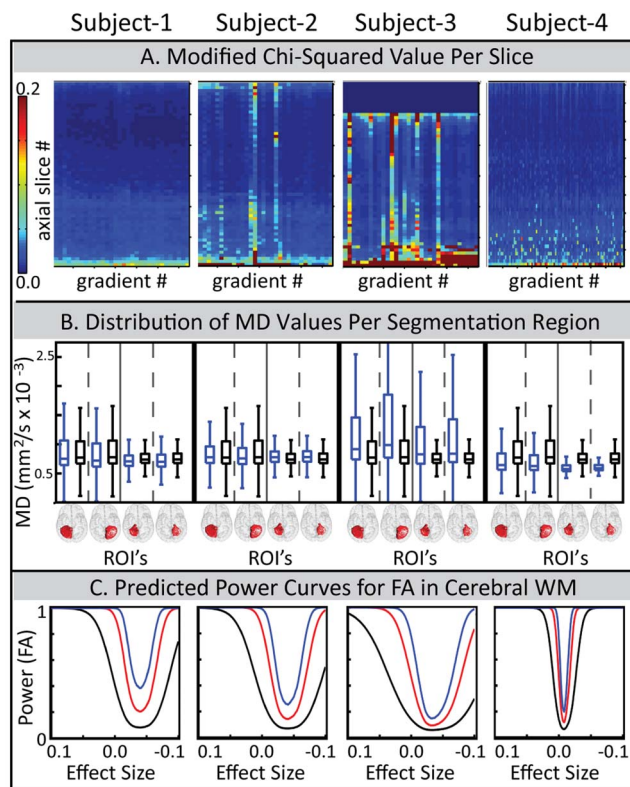 Subject-1 Subject-2 Subject-3 Subject-4
A. Modified Chi-Squared Value Per Slice
0.2
axial slice #
0.0
gradient # gradient # gradient # gradient #
B. Distribution of MD Values Per Segmentation Region
2.5
MD (mm²/s x 10⁻³)
0.5
ROI's ROI's ROI's ROI's
C. Predicted Power Curves for FA in Cerebral WM
1
Power (FA)
0
0.1 0.0 -0.1 0.1 0.0 -0.1 0.1 0.0 -0.1 0.1 0.0 -0.1
Effect Size Effect Size Effect Size Effect Size